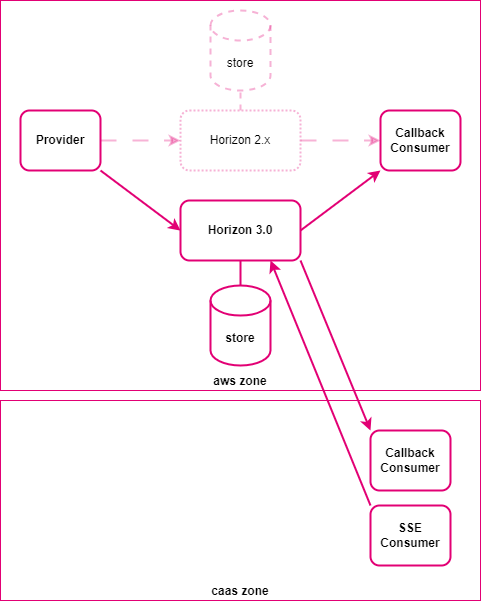 store
Provider
Horizon 2.x
Callback
Consumer
Horizon 3.0
store
aws zone
Callback
Consumer
SSE
Consumer
caas zone